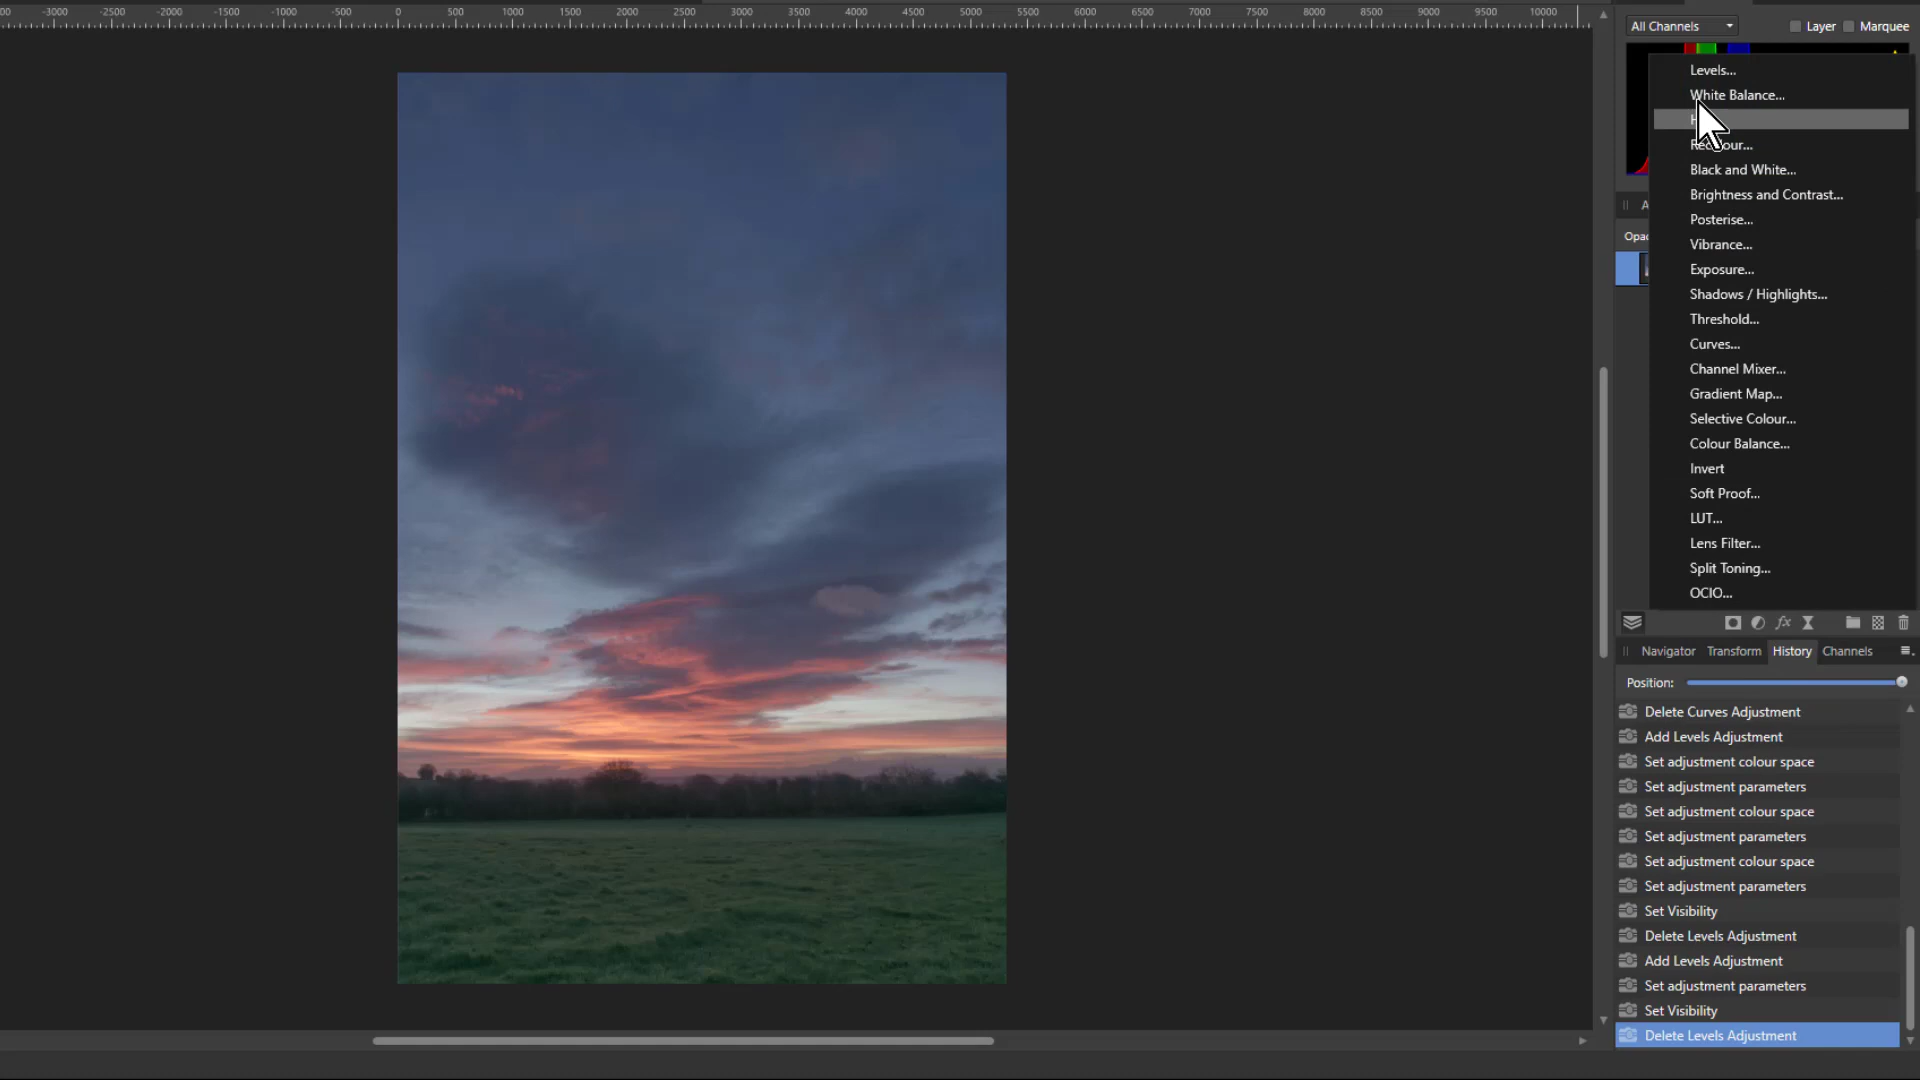 00 -3000 -2500 -2000 -1500 -1000 -500 0 500 1000 1500 2000 2500 3000 3500 4000 4500 5000 5500 6000 6500 7000 7500 8000 8500 9000 9500 10000
All Channels Layer Marquee
Levels...
White Balance...
Black and White...
Brightness and Contrast...
Posterise...
Vibrance...
Exposure...
Shadows / Highlights...
Threshold...
Curves...
Channel Mixer...
Gradient Map...
Selective Colour...
Colour Balance...
Invert
Soft Proof...
LUT...
Lens Filter...
Split Toning...
OCIO...
Navigator Transform History Channels
Position:
Delete Curves Adjustment
Add Levels Adjustment
Set adjustment colour space
Set adjustment parameters
Set adjustment colour space
Set adjustment parameters
Set adjustment colour space
Set adjustment parameters
Set Visibility
Delete Levels Adjustment
Add Levels Adjustment
Set adjustment parameters
Set Visibility
Delete Levels Adjustment